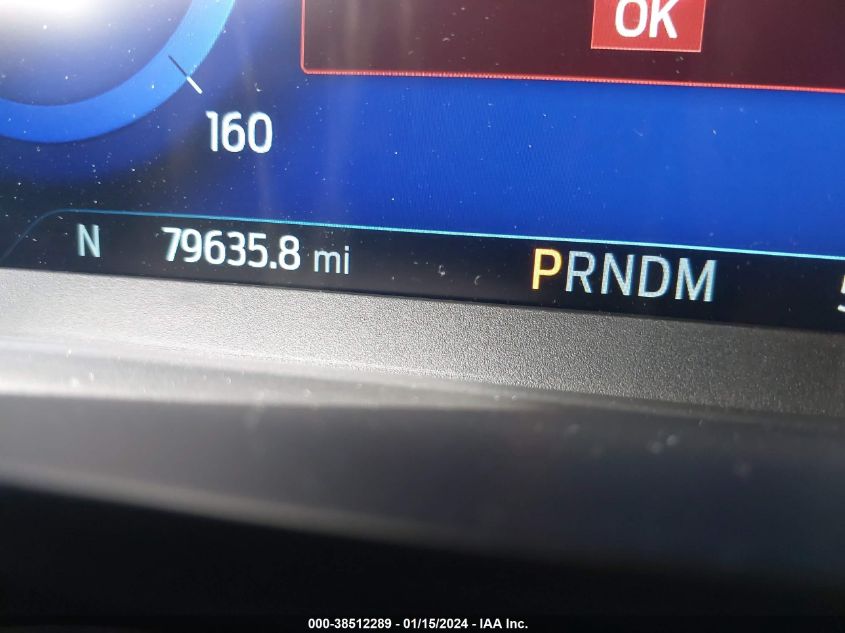 OK
160
N 79635.8 mi PRNDM
000-38512289 - 01/15/2024 - IAA Inc.